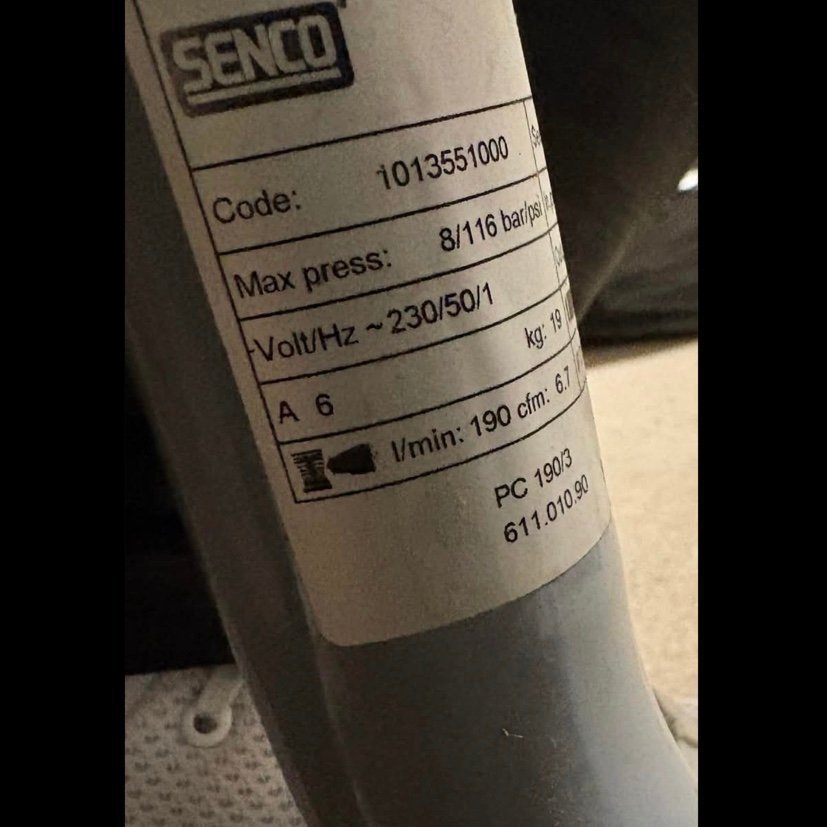 SENCO
Code: 1013551000
Max press: 8/116 bar/psi
Volt/Hz ~ 230/50/1
kg: 19
A 6
l/min: 190 cfm: 6.7
PC 190/3
611.010.90